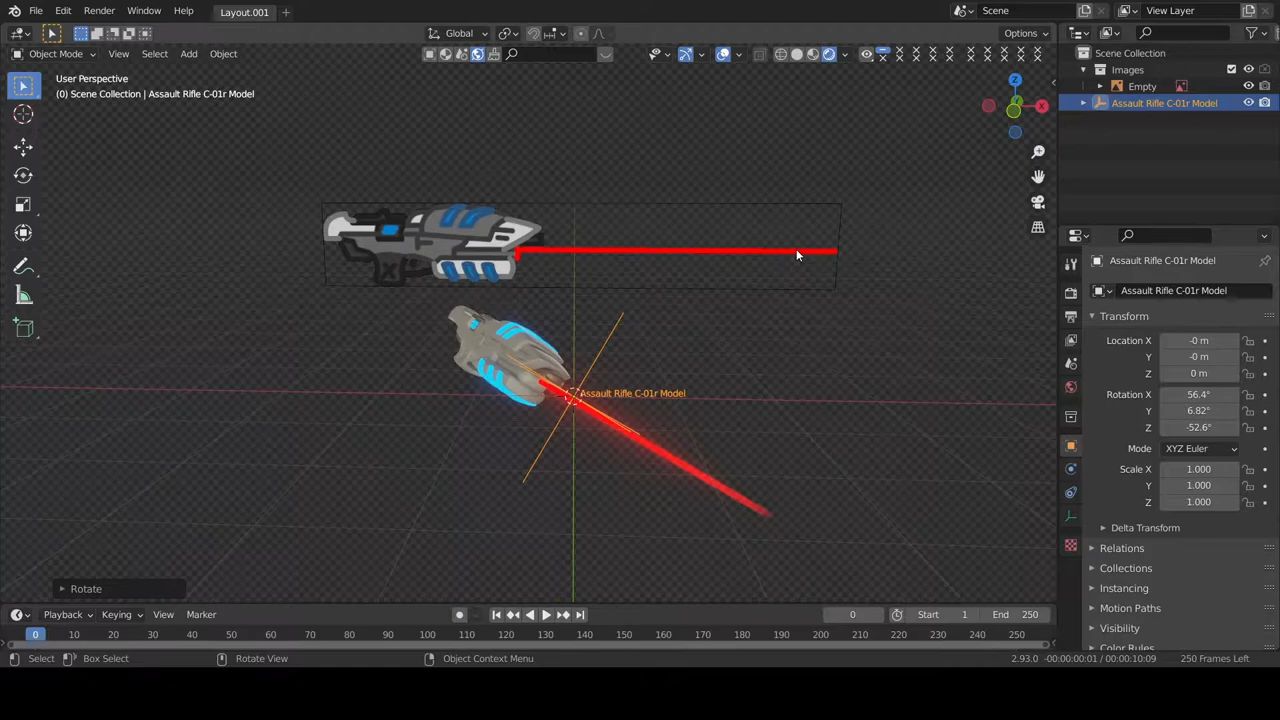 File Edit Render Window Help Layout.001 + Scene View Layer
Global Options
Object Mode View Select Add Object
User Perspective
(0) Scene Collection | Assault Rifle C-01r Model
Scene Collection
Images
Empty
Assault Rifle C-01r Model
Z
X
Assault Rifle C-01r Model
Assault Rifle C-01r Model
Transform
Location X -0 m
Y -0 m
Z 0 m
Rotation X 56.4°
Y 6.82°
Z -52.6°
Mode XYZ Euler
Scale X 1.000
Y 1.000
Z 1.000
Delta Transform
Relations
Collections
Instancing
Motion Paths
Visibility
Color Rules
Assault Rifle C-01r Model
Rotate
Playback Keying View Marker 0 Start 1 End 250
0 10 20 30 40 50 60 70 80 90 100 110 120 130 140 150 160 170 180 190 200 210 220 230 240 250
Select Box Select Rotate View Object Context Menu 2.93.0 -00:00:00:01 / 00:00:10:09 250 Frames Left